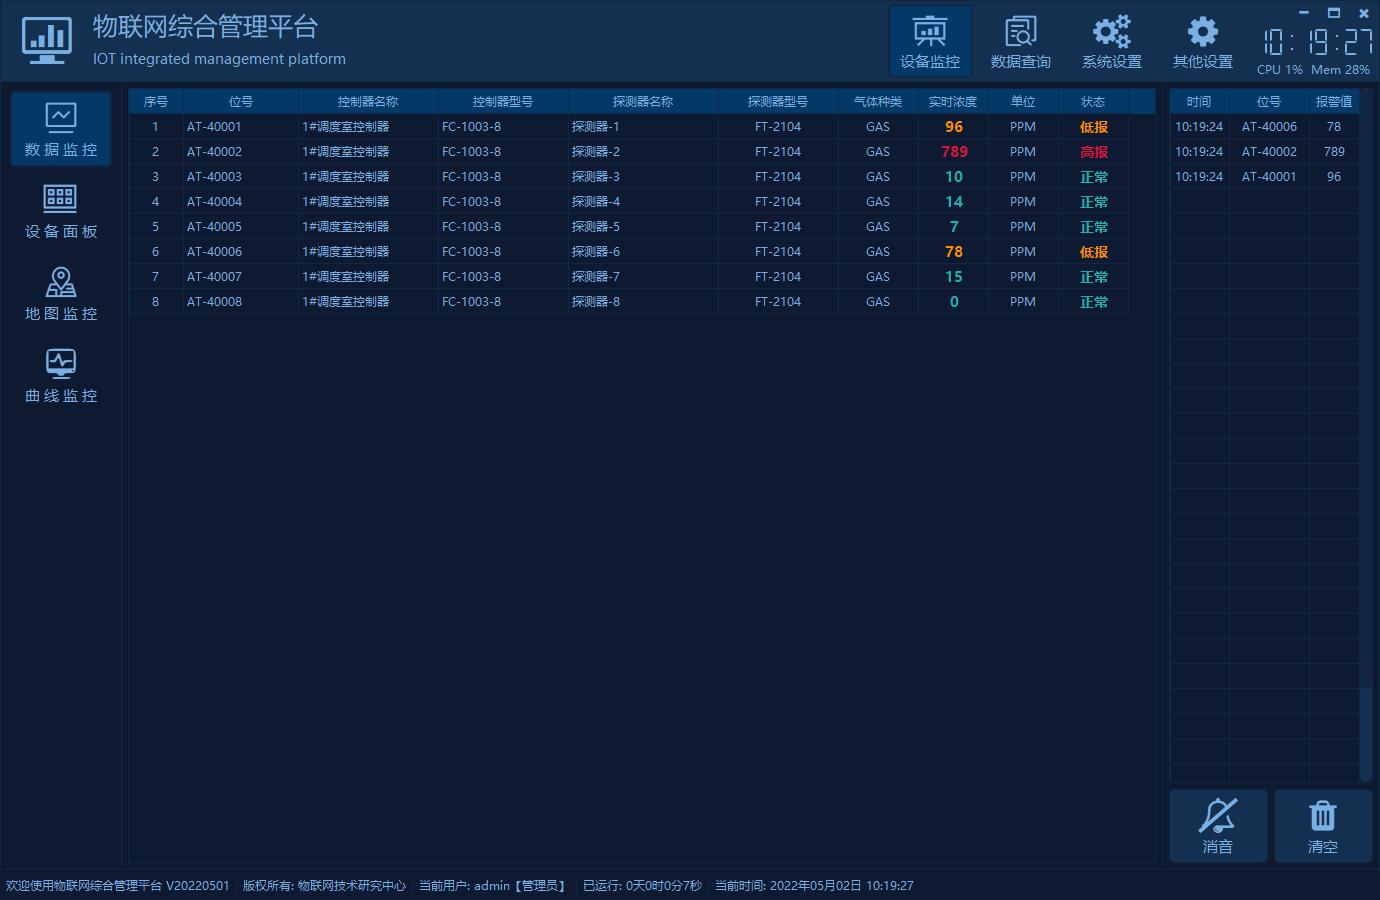 物联网综合管理平台
IOT integrated management platform
设备监控 数据查询 系统设置 其他设置
10:19:27
CPU 1% Mem 28%
数据监控
设备面板
地图监控
曲线监控
序号 位号 控制器名称 控制器型号 探测器名称 探测器型号 气体种类 实时浓度 单位 状态
1 AT-40001 1#调度室控制器 FC-1003-8 探测器-1 FT-2104 GAS 96 PPM 低报
2 AT-40002 1#调度室控制器 FC-1003-8 探测器-2 FT-2104 GAS 789 PPM 高报
3 AT-40003 1#调度室控制器 FC-1003-8 探测器-3 FT-2104 GAS 10 PPM 正常
4 AT-40004 1#调度室控制器 FC-1003-8 探测器-4 FT-2104 GAS 14 PPM 正常
5 AT-40005 1#调度室控制器 FC-1003-8 探测器-5 FT-2104 GAS 7 PPM 正常
6 AT-40006 1#调度室控制器 FC-1003-8 探测器-6 FT-2104 GAS 78 PPM 低报
7 AT-40007 1#调度室控制器 FC-1003-8 探测器-7 FT-2104 GAS 15 PPM 正常
8 AT-40008 1#调度室控制器 FC-1003-8 探测器-8 FT-2104 GAS 0 PPM 正常
时间 位号 报警值
10:19:24 AT-40006 78
10:19:24 AT-40002 789
10:19:24 AT-40001 96
消音 清空
欢迎使用物联网综合管理平台 V20220501 版权所有: 物联网技术研究中心 当前用户: admin【管理员】 已运行: 0天0时0分7秒 当前时间: 2022年05月02日 10:19:27